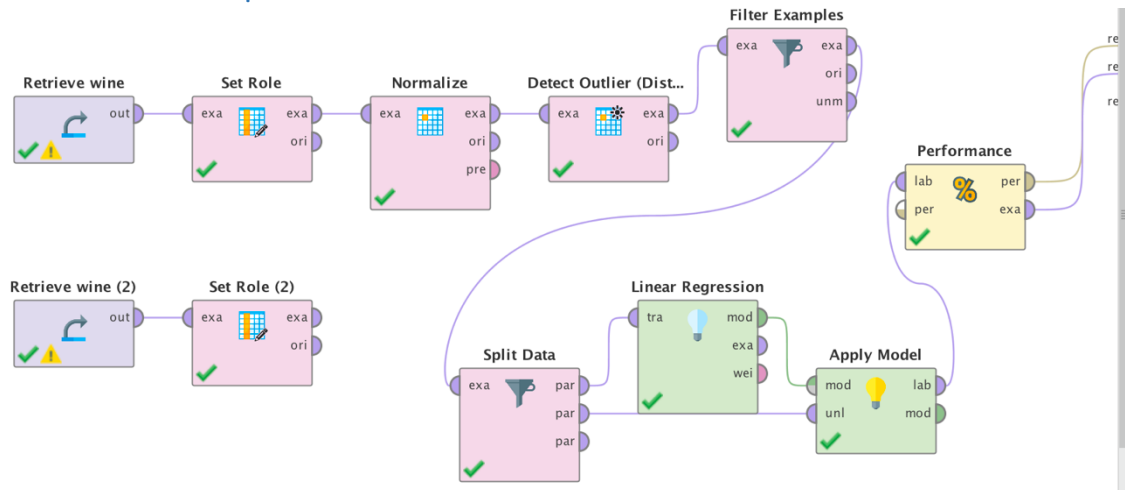 Filter Examples
exa exa
ori
unm
re
re
re
Retrieve wine
out
Set Role
exa exa
ori
Normalize
exa exa
ori
pre
Detect Outlier (Dist...
exa exa
ori
Performance
%
lab per
per exa
Retrieve wine (2)
out
Set Role (2)
exa exa
ori
Linear Regression
tra mod
exa
wei
Split Data
exa par
par
par
Apply Model
mod lab
unl mod